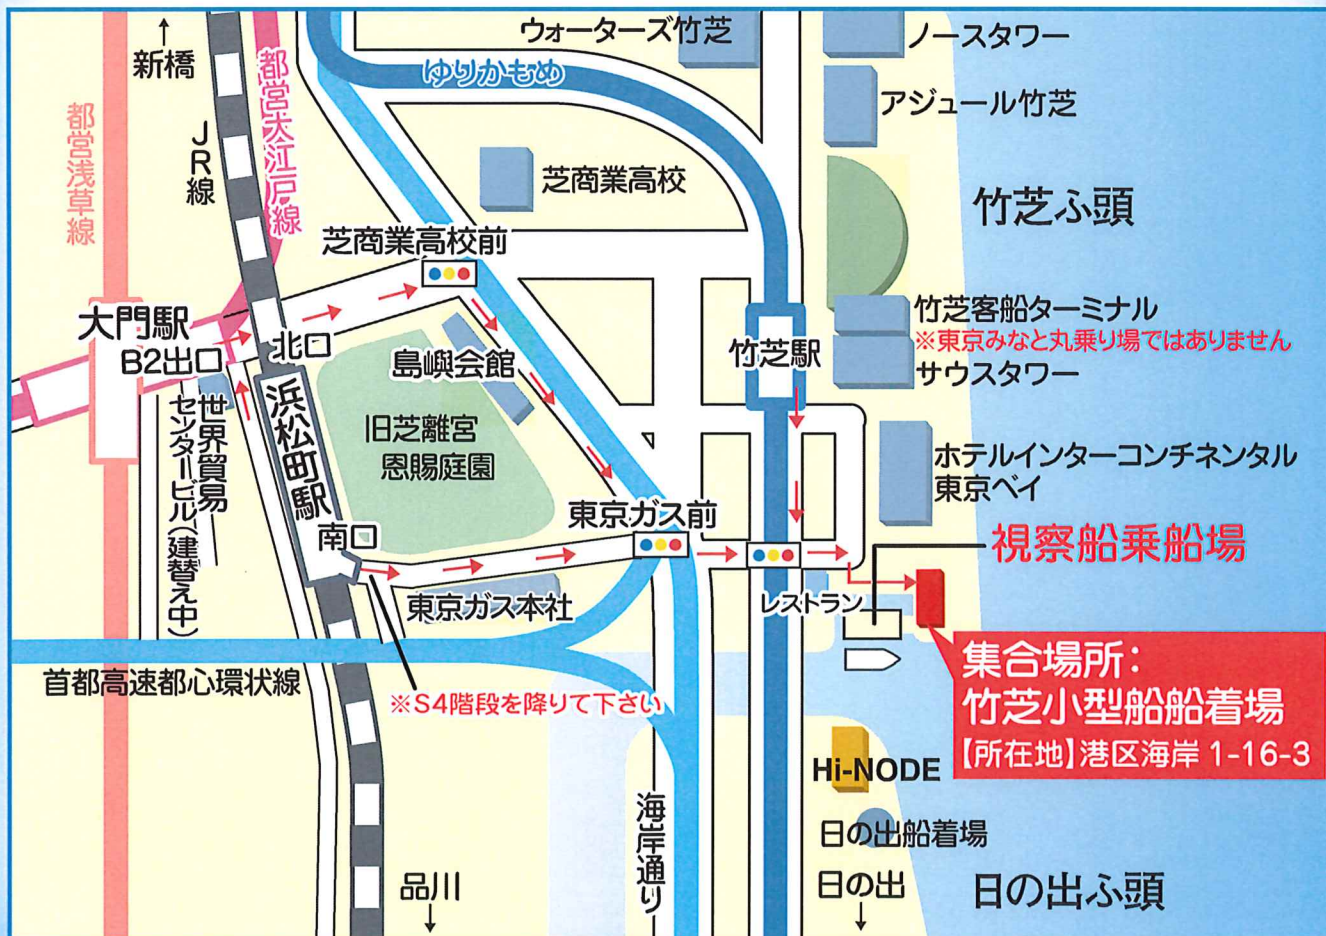 ↑
新橋
都営浅草線
JR線
都営大江戸線
ゆりかもめ
ウォーターズ竹芝
ノースタワー
アジュール竹芝
芝商業高校
竹芝ふ頭
芝商業高校前
大門駅
B2出口
北口
島嶼会館
竹芝駅
竹芝客船ターミナル
※東京みなと丸乗り場ではありません
サウスタワー
世界貿易
センタービル(建替え中)
浜松町駅
旧芝離宮
恩賜庭園
ホテルインターコンチネンタル
東京ベイ
南口
東京ガス前
視察船乗船場
東京ガス本社
レストラン
首都高速都心環状線
※S4階段を降りて下さい
集合場所：
竹芝小型船船着場
【所在地】港区海岸 1-16-3
Hi-NODE
海岸通り
日の出船着場
品川
↓
日の出
↓
日の出ふ頭